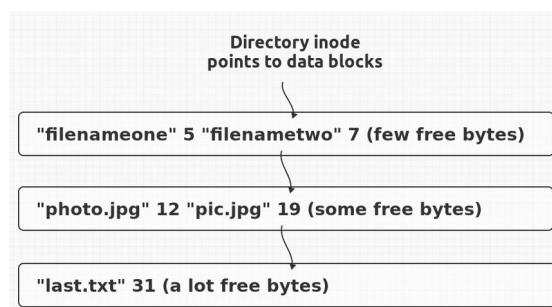 Directory inode
points to data blocks
"filenameone" 5 "filenametwo" 7 (few free bytes)
"photo.jpg" 12 "pic.jpg" 19 (some free bytes)
"last.txt" 31 (a lot free bytes)